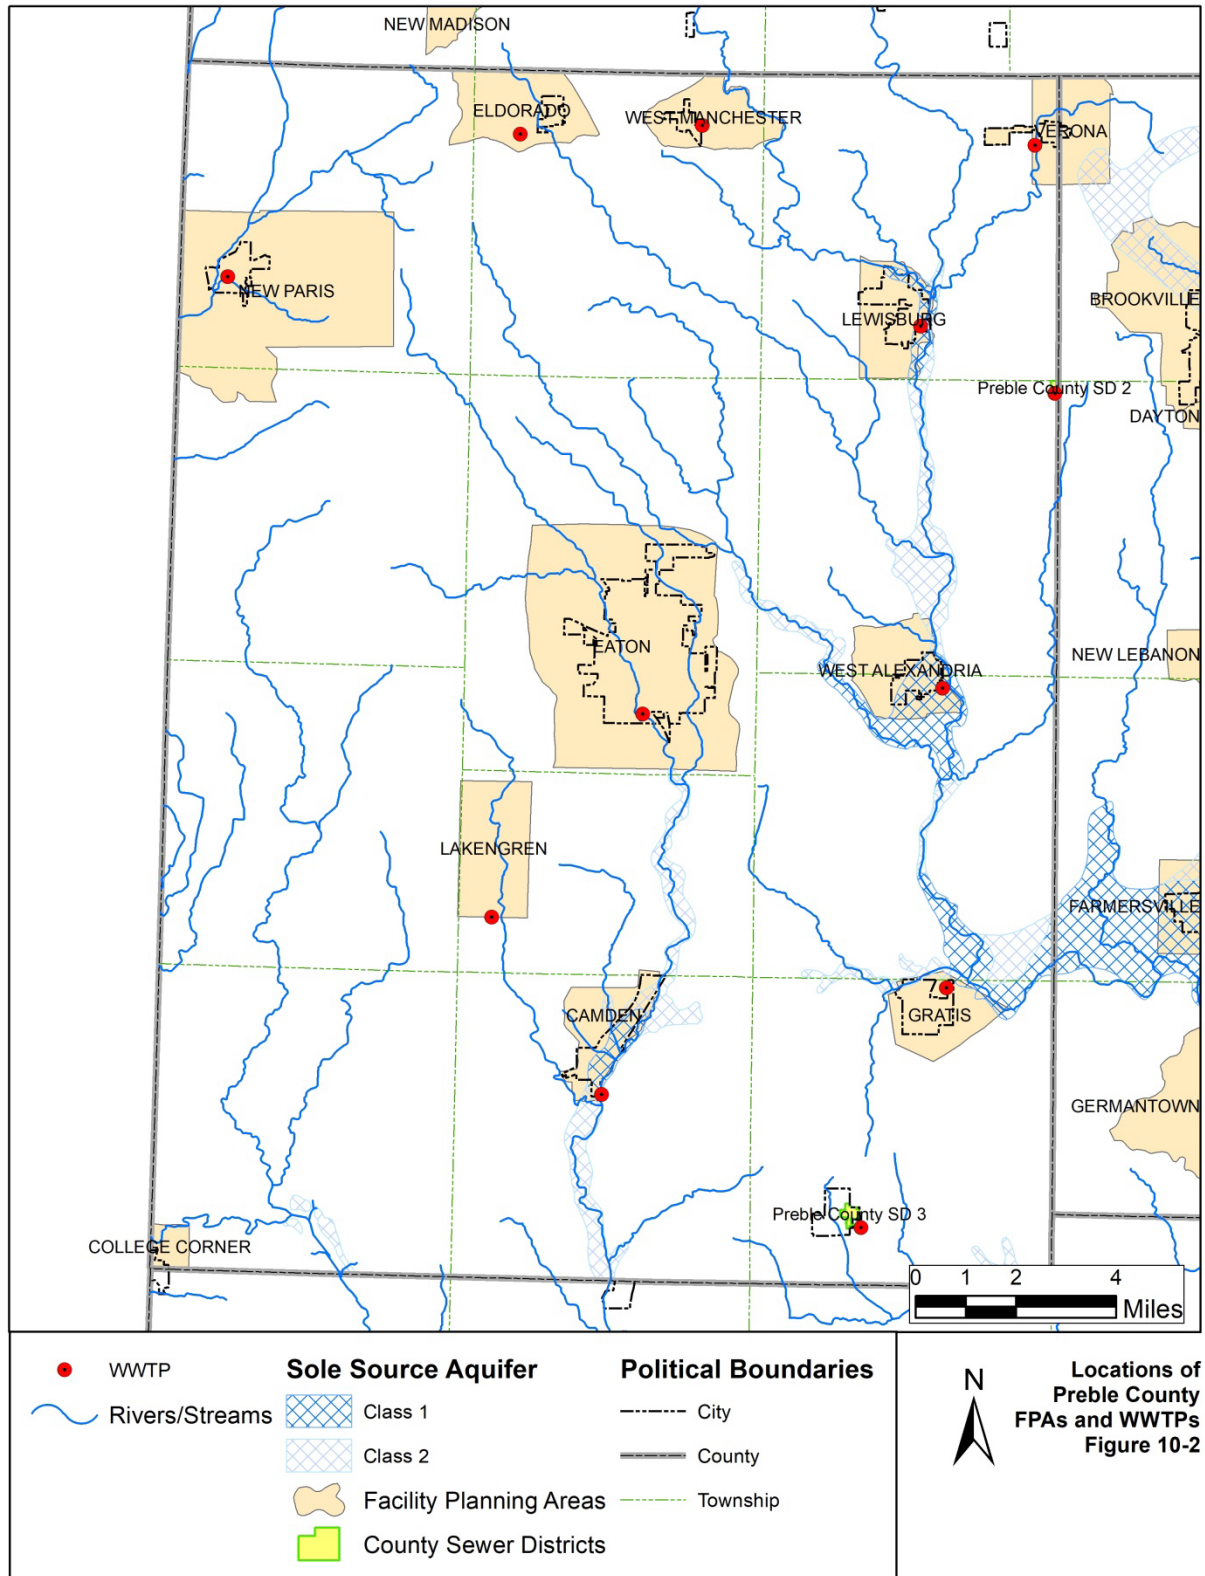 NEW MADISON
ELDORADO
WEST MANCHESTER
VERONA
NEW PARIS
BROOKVILLE
LEWISBURG
Preble County SD 2
DAYTON
EATON
NEW LEBANON
WEST ALEXANDRIA
LAKENGREN
FARMERSVILLE
CAMDEN
GRATIS
GERMANTOWN
Preble County SD 3
COLLEGE CORNER
0 1 2 4
Miles
WWTP
Rivers/Streams
Sole Source Aquifer
Class 1
Class 2
Facility Planning Areas
County Sewer Districts
Political Boundaries
City
County
Township
N
Locations of
Preble County
FPAs and WWTPs
Figure 10-2